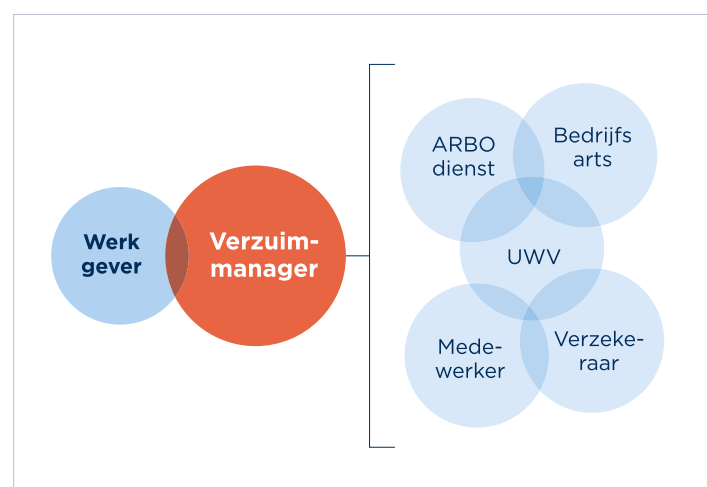 Werk
gever
Verzuim-
manager
ARBO
dienst
Bedrijfs
arts
UWV
Mede-
werker
Verzeke-
raar